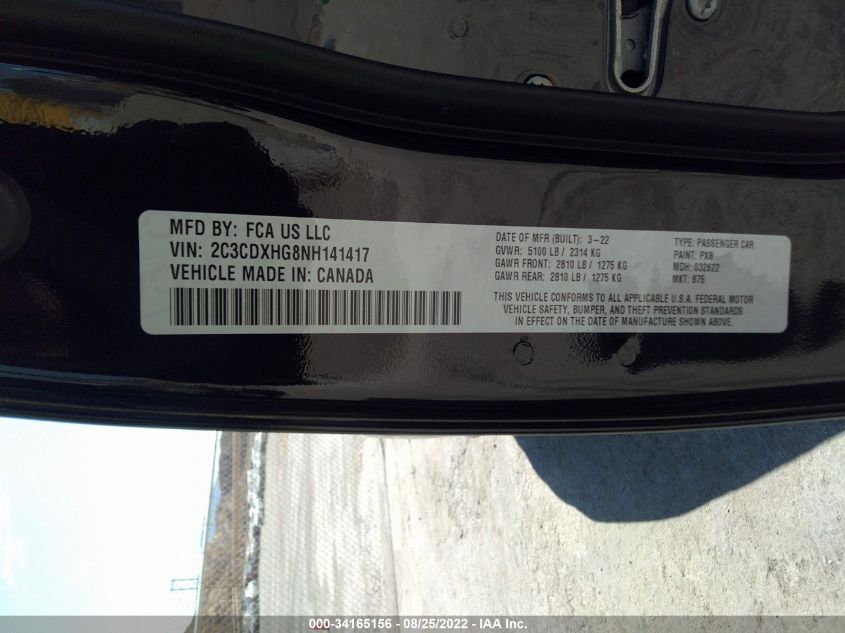 MFD BY: FCA US LLC
VIN: 2C3CDXHG8NH141417
VEHICLE MADE IN: CANADA
DATE OF MFR (BUILT): 3-22
GVWR: 5100 LB / 2314 KG
GAWR FRONT: 2810 LB / 1275 KG
GAWR REAR: 2810 LB / 1275 KG
TYPE: PASSENGER CAR
PAINT: PX8
MDH: 032622
MKT: B75
THIS VEHICLE CONFORMS TO ALL APPLICABLE U.S.A. FEDERAL MOTOR
VEHICLE SAFETY, BUMPER, AND THEFT PREVENTION STANDARDS
IN EFFECT ON THE DATE OF MANUFACTURE SHOWN ABOVE.
000-34165156 - 08/25/2022 - IAA Inc.